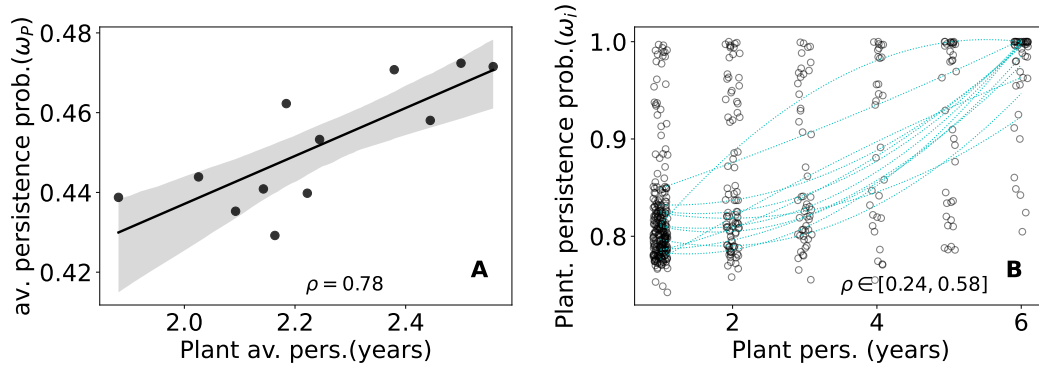 av. persistence prob.(ω_P)
0.48
0.46
0.44
0.42
A
ρ = 0.78
2.0 2.2 2.4
Plant av. pers.(years)
Plant. persistence prob(ω_i)
1.0
0.9
0.8
B
ρ ∈ [0.24, 0.58]
2 4 6
Plant pers. (years)